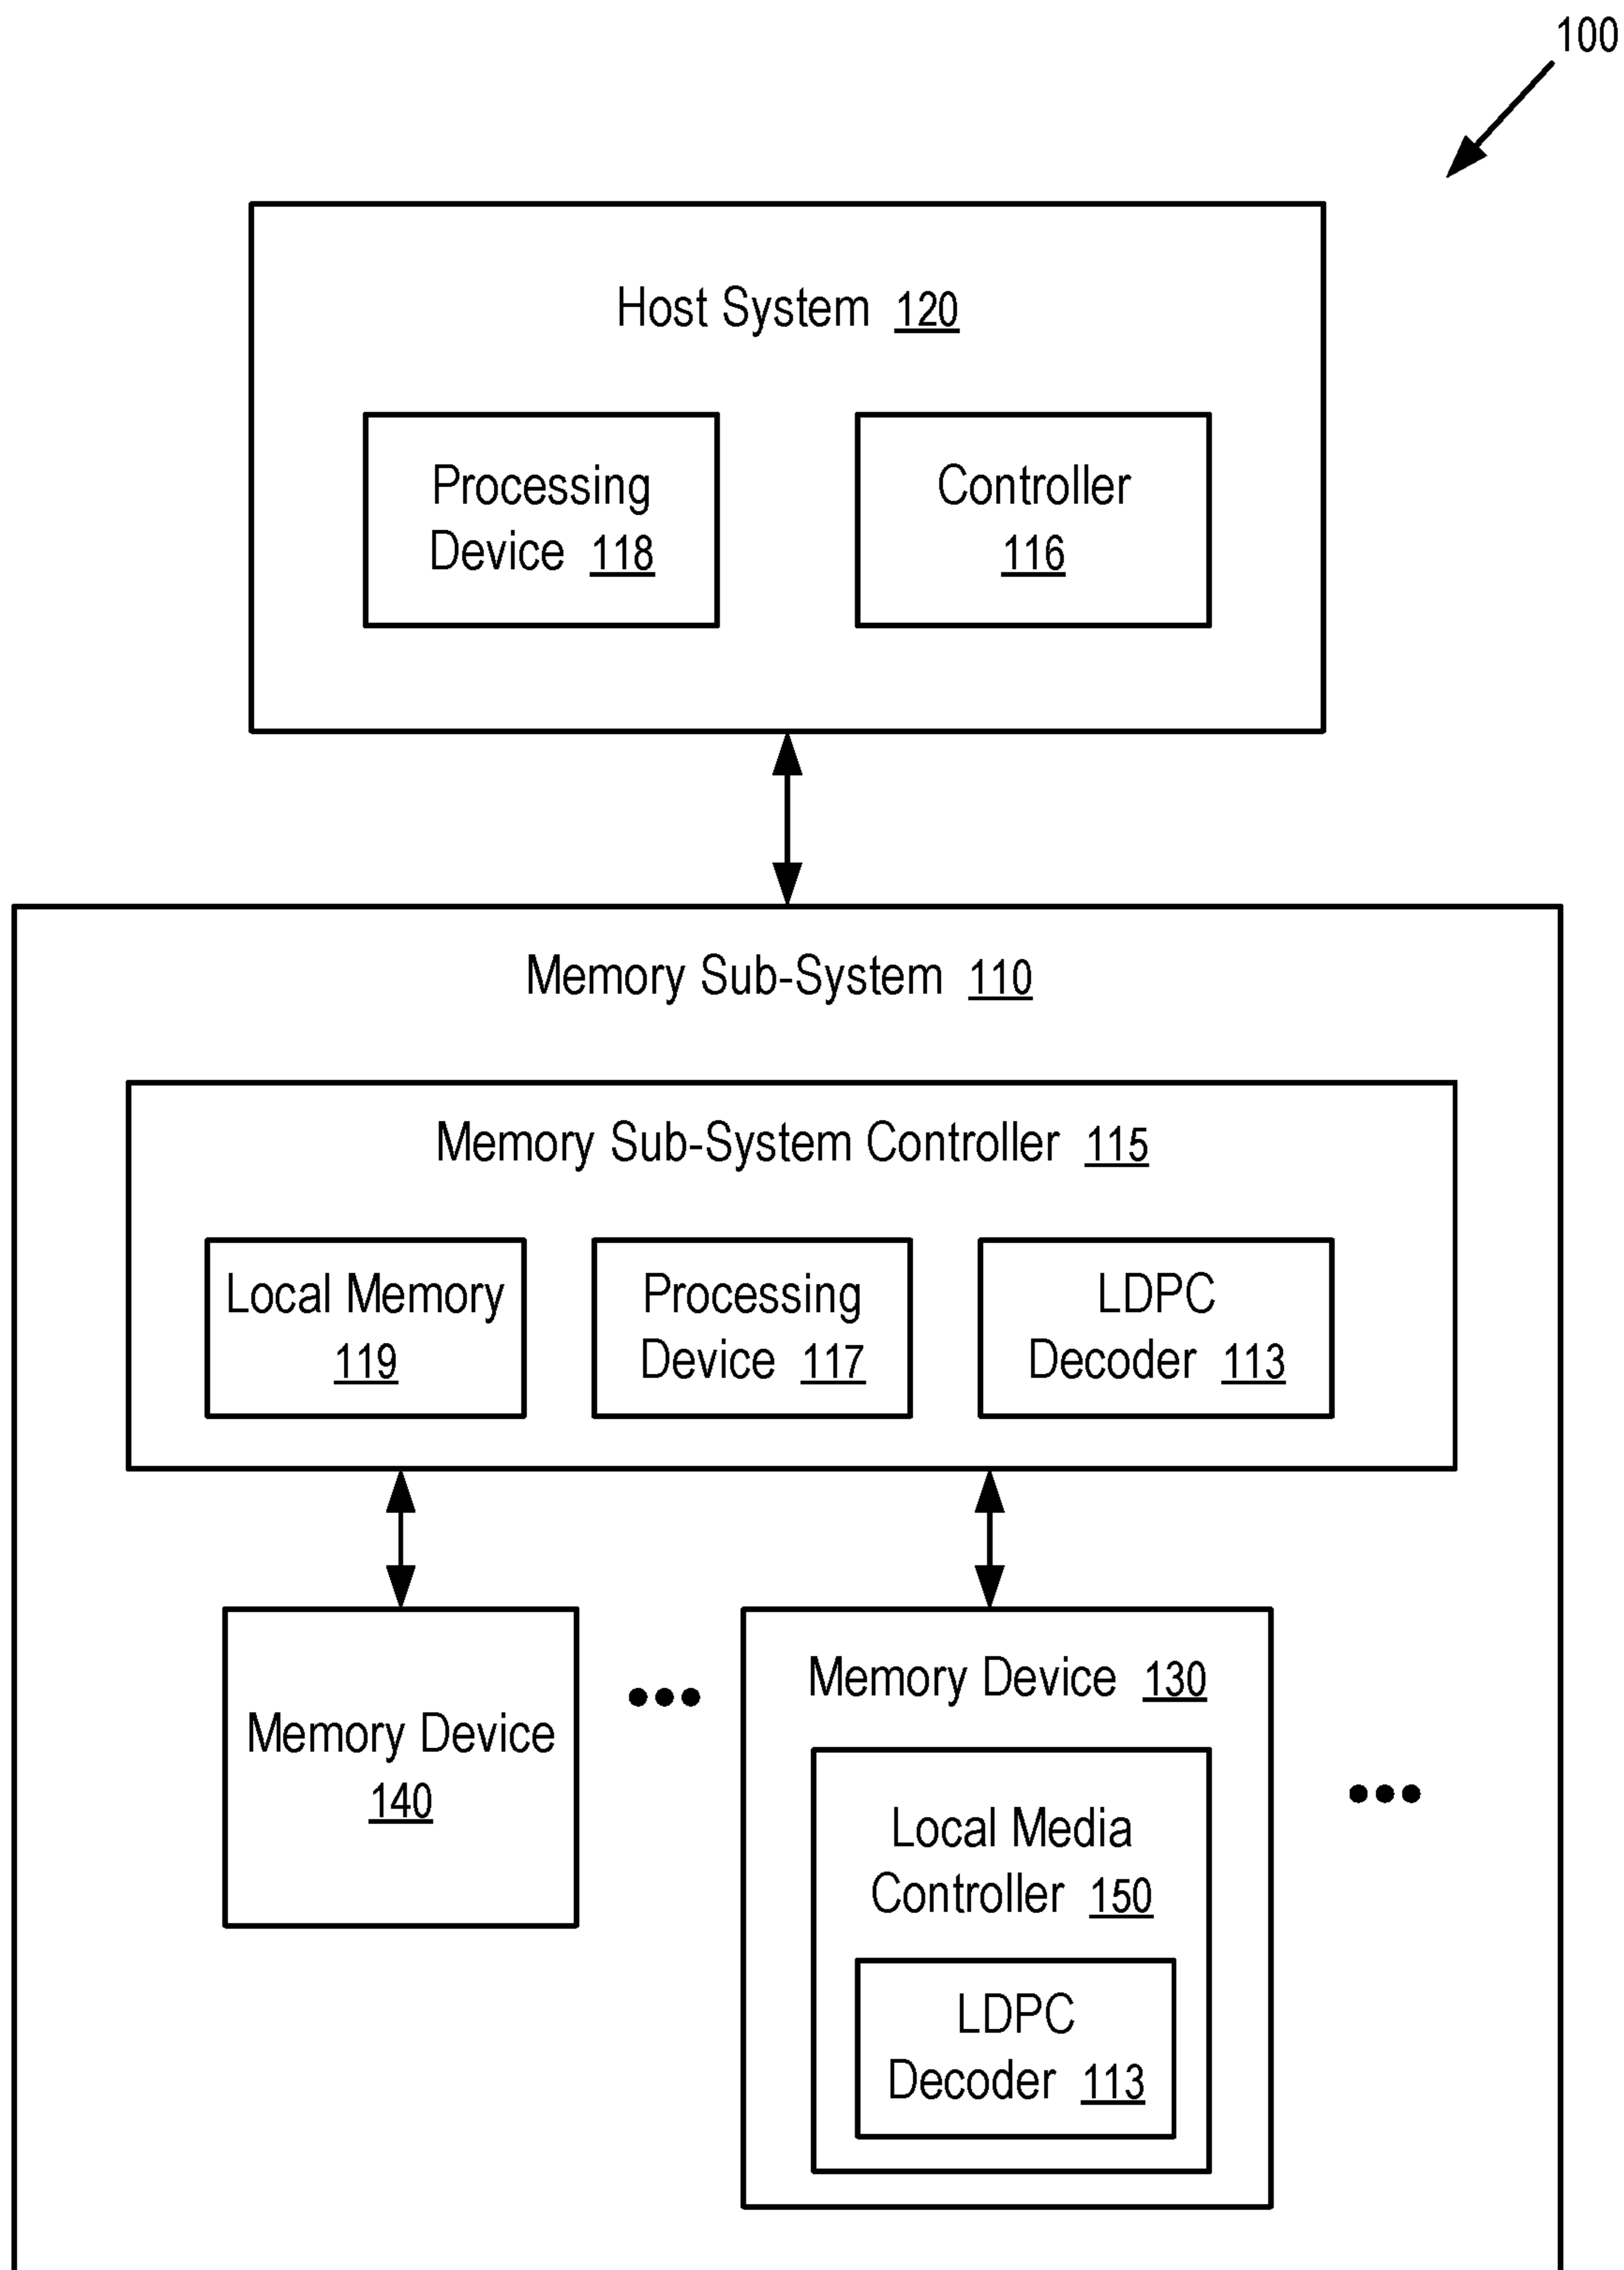 100
Host System 120
Processing
Device 118
Controller
116
Memory Sub-System 110
Memory Sub-System Controller 115
Local Memory
119
Processing
Device 117
LDPC
Decoder 113
Memory Device
140
Memory Device 130
Local Media
Controller 150
LDPC
Decoder 113